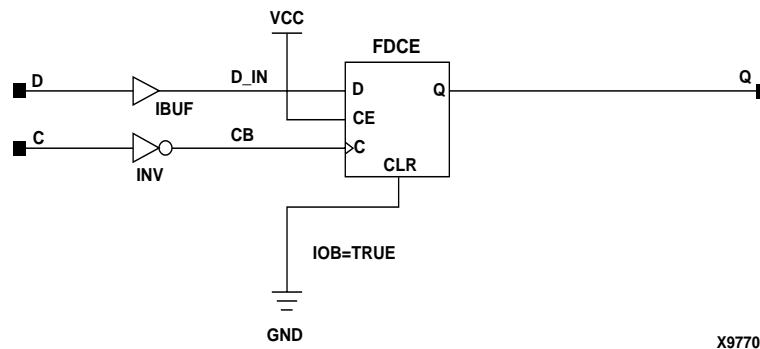 VCC
FDCE
D
D_IN
Q
IBUF
D
Q
CE
C
CB
C
INV
CLR
IOB=TRUE
GND
X9770